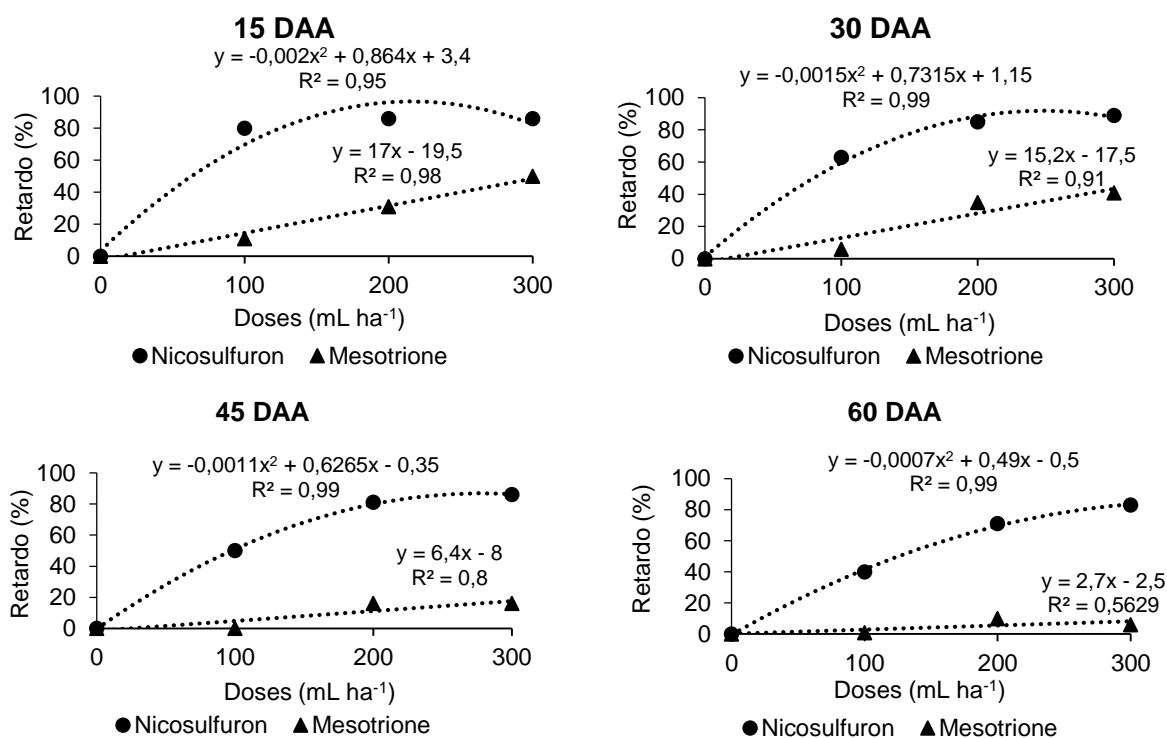 15 DAA
y = -0,002x² + 0,864x + 3,4
R² = 0,95
y = 17x - 19,5
R² = 0,98
Retardo (%)
100
80
60
40
20
0
0 100 200 300
Doses (mL ha⁻¹)
Nicosulfuron Mesotrione
30 DAA
y = -0,0015x² + 0,7315x + 1,15
R² = 0,99
y = 15,2x - 17,5
R² = 0,91
Retardo (%)
100
80
60
40
20
0
0 100 200 300
Doses (mL ha⁻¹)
Nicosulfuron Mesotrione
45 DAA
y = -0,0011x² + 0,6265x - 0,35
R² = 0,99
y = 6,4x - 8
R² = 0,8
Retardo (%)
100
80
60
40
20
0
0 100 200 300
Doses (mL ha⁻¹)
Nicosulfuron Mesotrione
60 DAA
y = -0,0007x² + 0,49x - 0,5
R² = 0,99
y = 2,7x - 2,5
R² = 0,5629
Retardo (%)
100
80
60
40
20
0
0 100 200 300
Doses (mL ha⁻¹)
Nicosulfuron Mesotrione